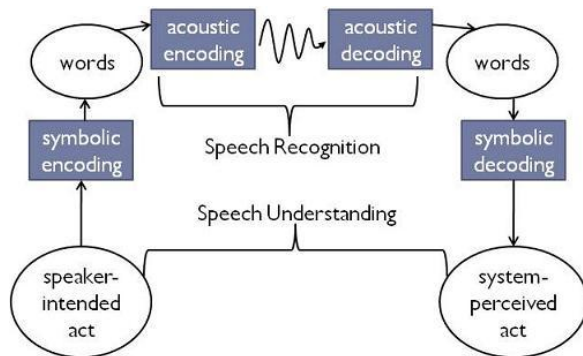 words
acoustic
encoding
acoustic
decoding
words
Speech Recognition
symbolic
encoding
symbolic
decoding
Speech Understanding
speaker-
intended
act
system-
perceived
act